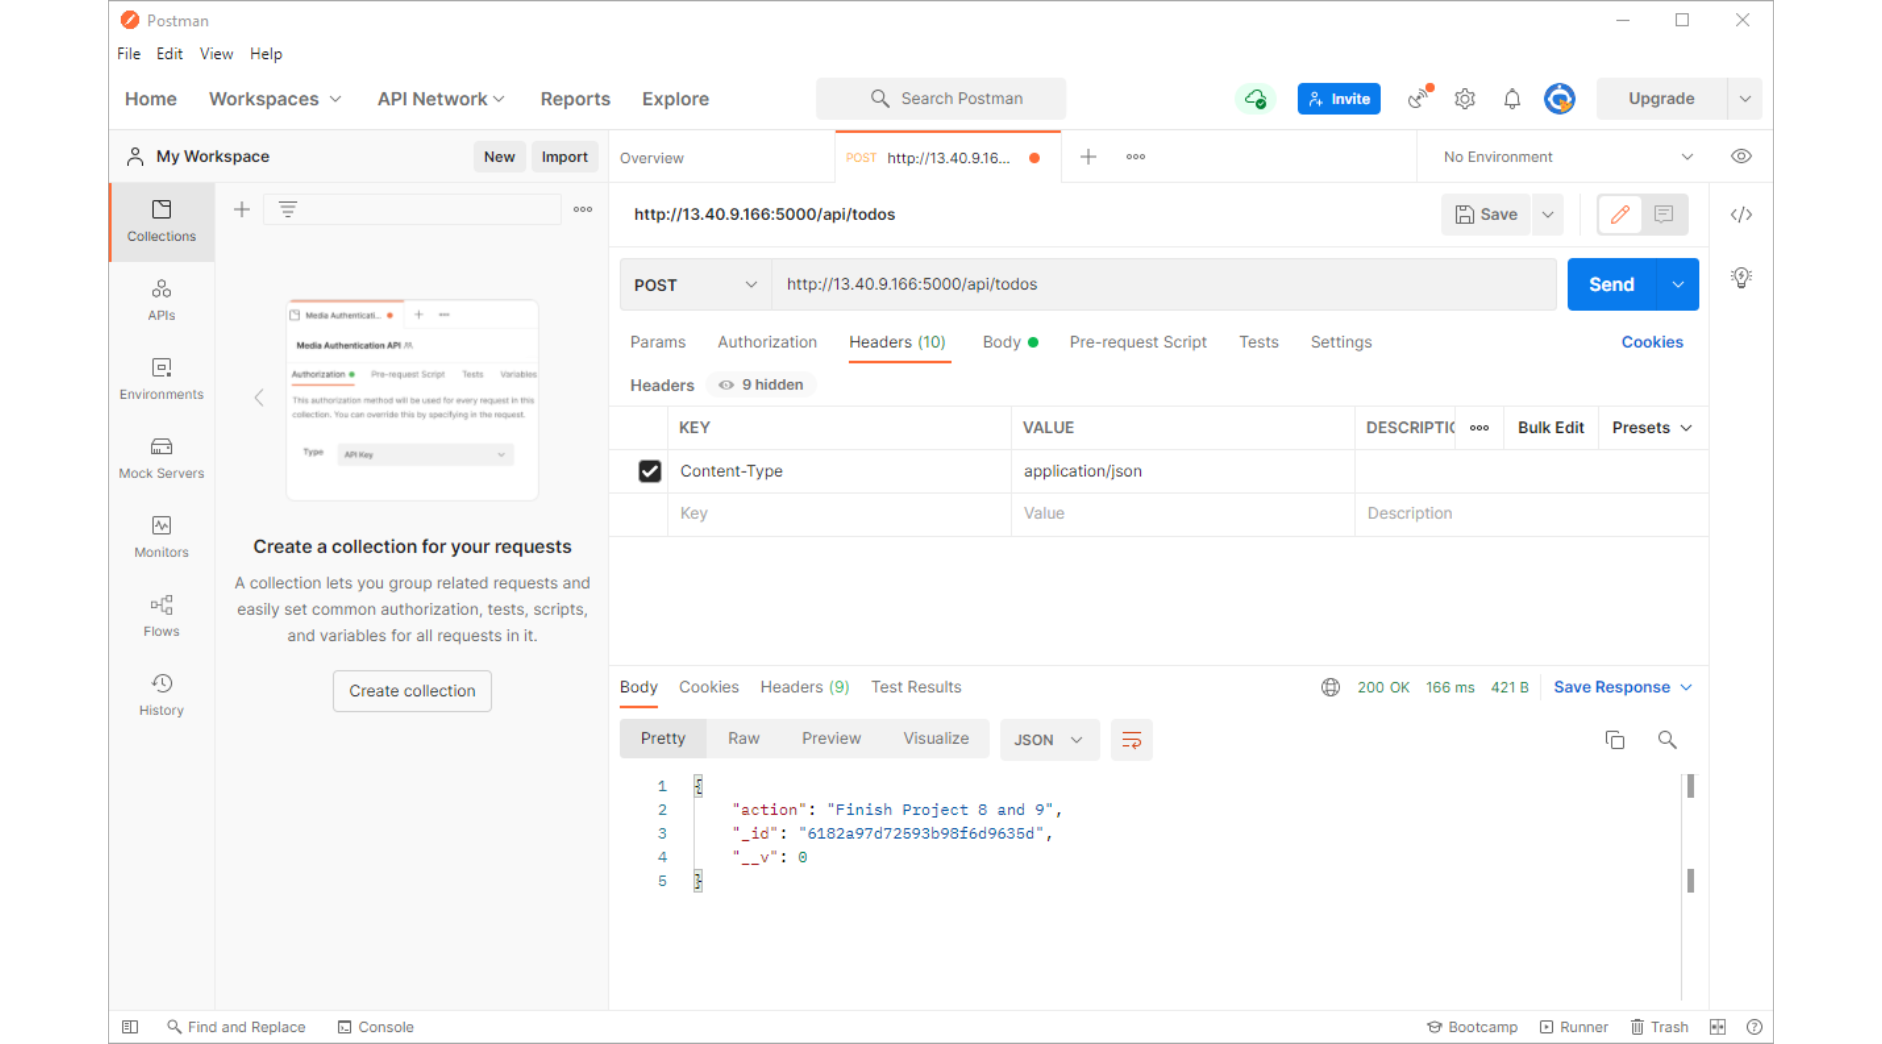 Postman
File Edit View Help
Home Workspaces API Network Reports Explore Search Postman Invite Upgrade
My Workspace New Import Overview POST http://13.40.9.16... No Environment
Collections
APIs
Environments
Mock Servers
Monitors
Flows
History
Media Authenticati...
Media Authentication API
Authorization Pre-request Script Tests Variables
This authorization method will be used for every request in this
collection. You can override this by specifying in the request.
Type API Key
Create a collection for your requests
A collection lets you group related requests and
easily set common authorization, tests, scripts,
and variables for all requests in it.
Create collection
http://13.40.9.166:5000/api/todos Save
POST http://13.40.9.166:5000/api/todos Send
Params Authorization Headers (10) Body Pre-request Script Tests Settings Cookies
Headers 9 hidden
KEY VALUE DESCRIPTIO Bulk Edit Presets
Content-Type application/json
Key Value Description
Body Cookies Headers (9) Test Results 200 OK 166 ms 421 B Save Response
Pretty Raw Preview Visualize JSON
1 {
2 "action": "Finish Project 8 and 9",
3 "_id": "6182a97d72593b98f6d9635d",
4 "__v": 0
5 }
Find and Replace Console Bootcamp Runner Trash